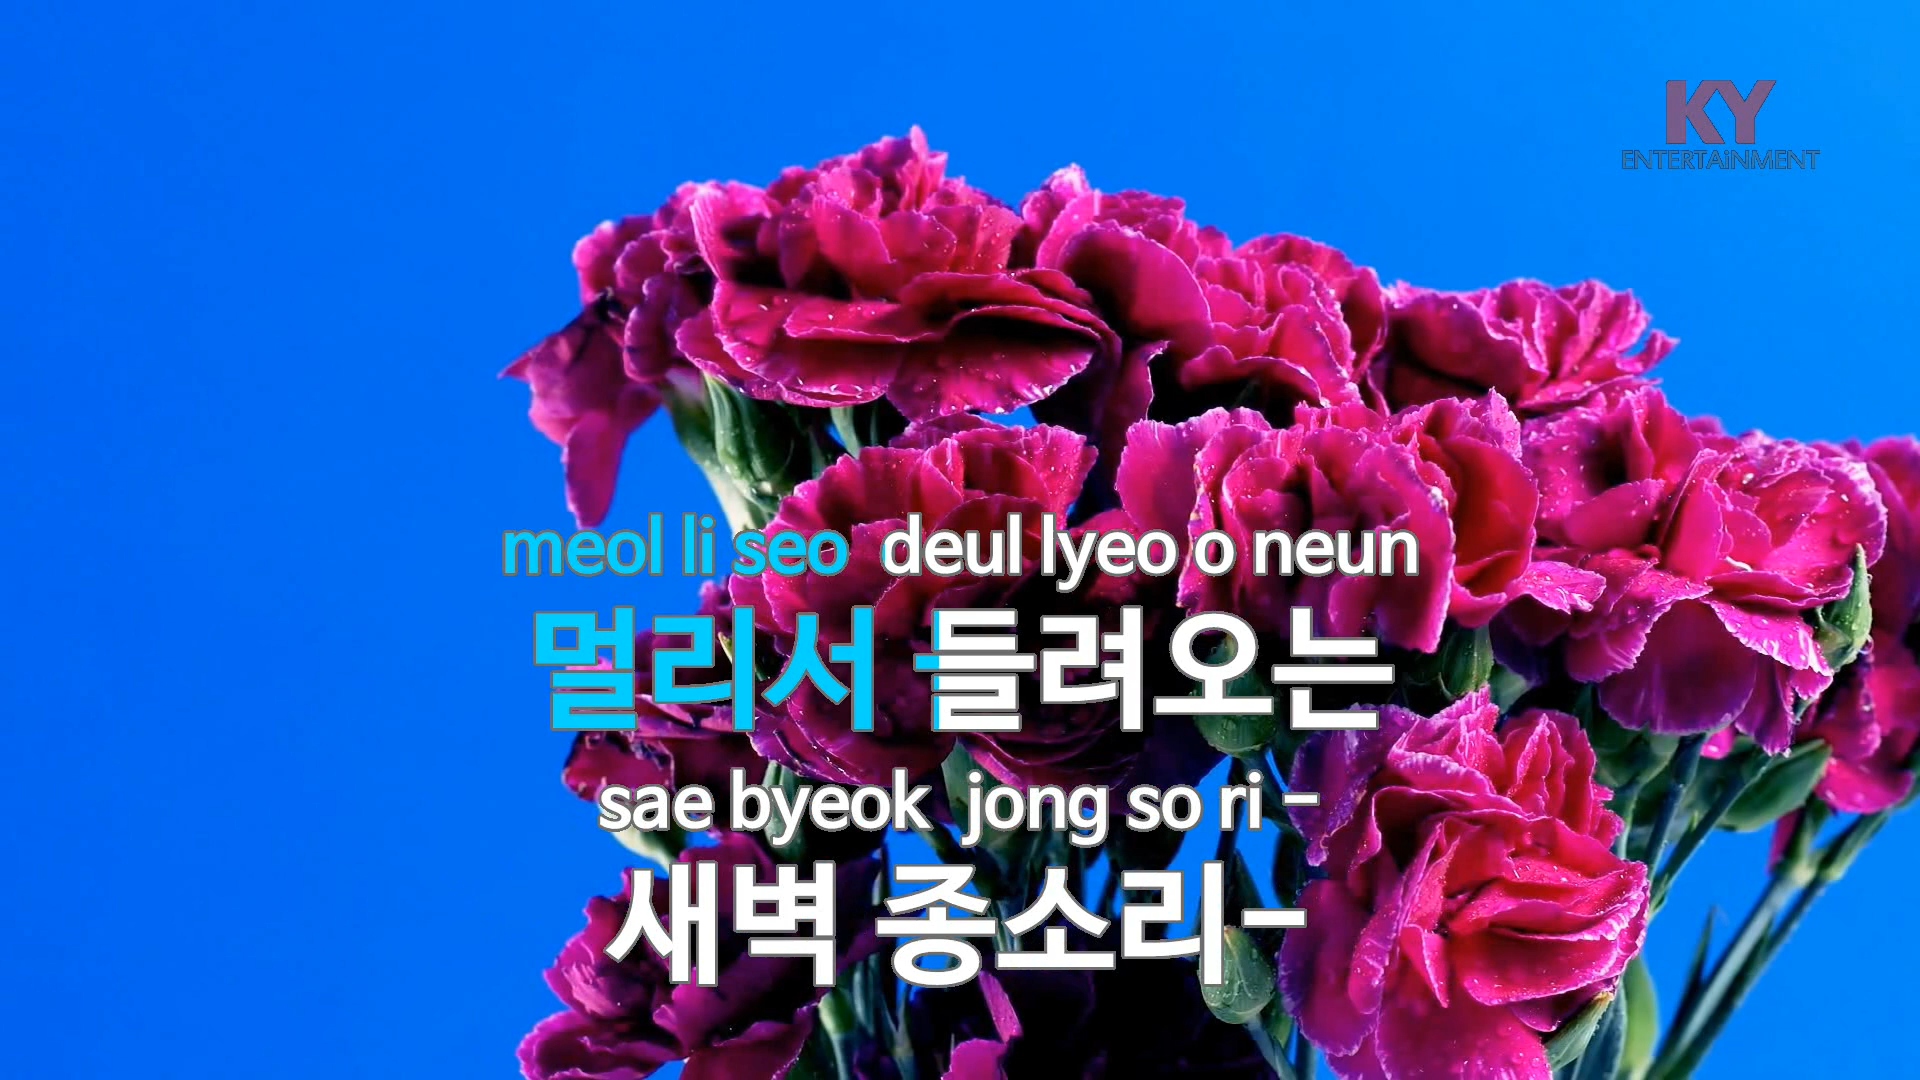 KY
ENTERTAiNMENT
meol li seo deul lyeo o neun
멀리서 들려오는
sae byeok jong so ri -
새벽 종소리-